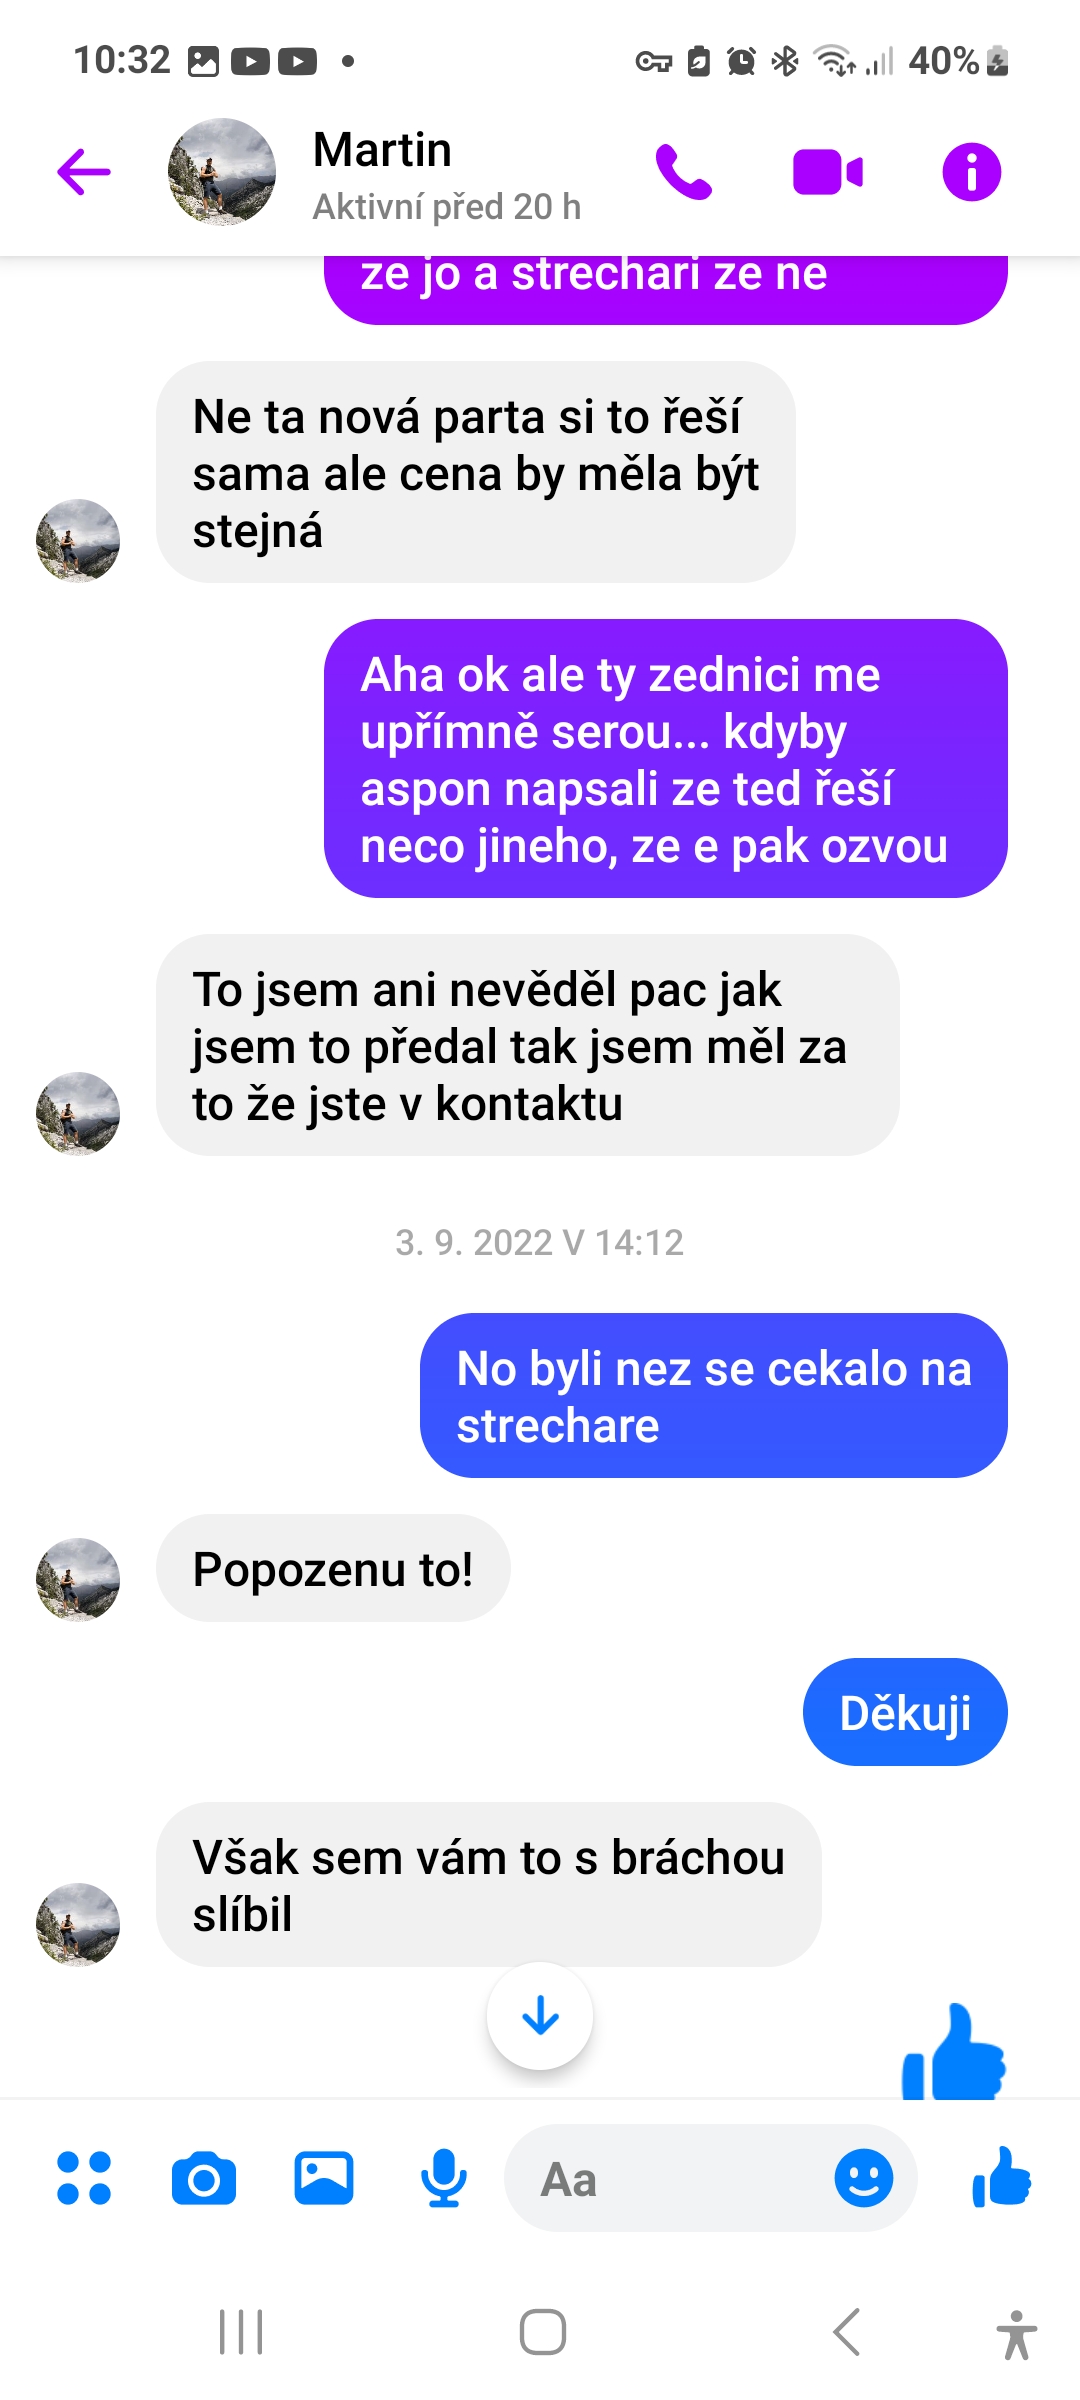 10:32
40%
Martin
Aktivní před 20 h
ze jo a strechari ze ne
Ne ta nová parta si to řeší
sama ale cena by měla být
stejná
Aha ok ale ty zednici me
upřímně serou... kdyby
aspon napsali ze ted řeší
neco jineho, ze e pak ozvou
To jsem ani nevěděl pac jak
jsem to předal tak jsem měl za
to že jste v kontaktu
3. 9. 2022 V 14:12
No byli nez se cekalo na
strechare
Popozenu to!
Děkuji
Však sem vám to s bráchou
slíbil
Aa